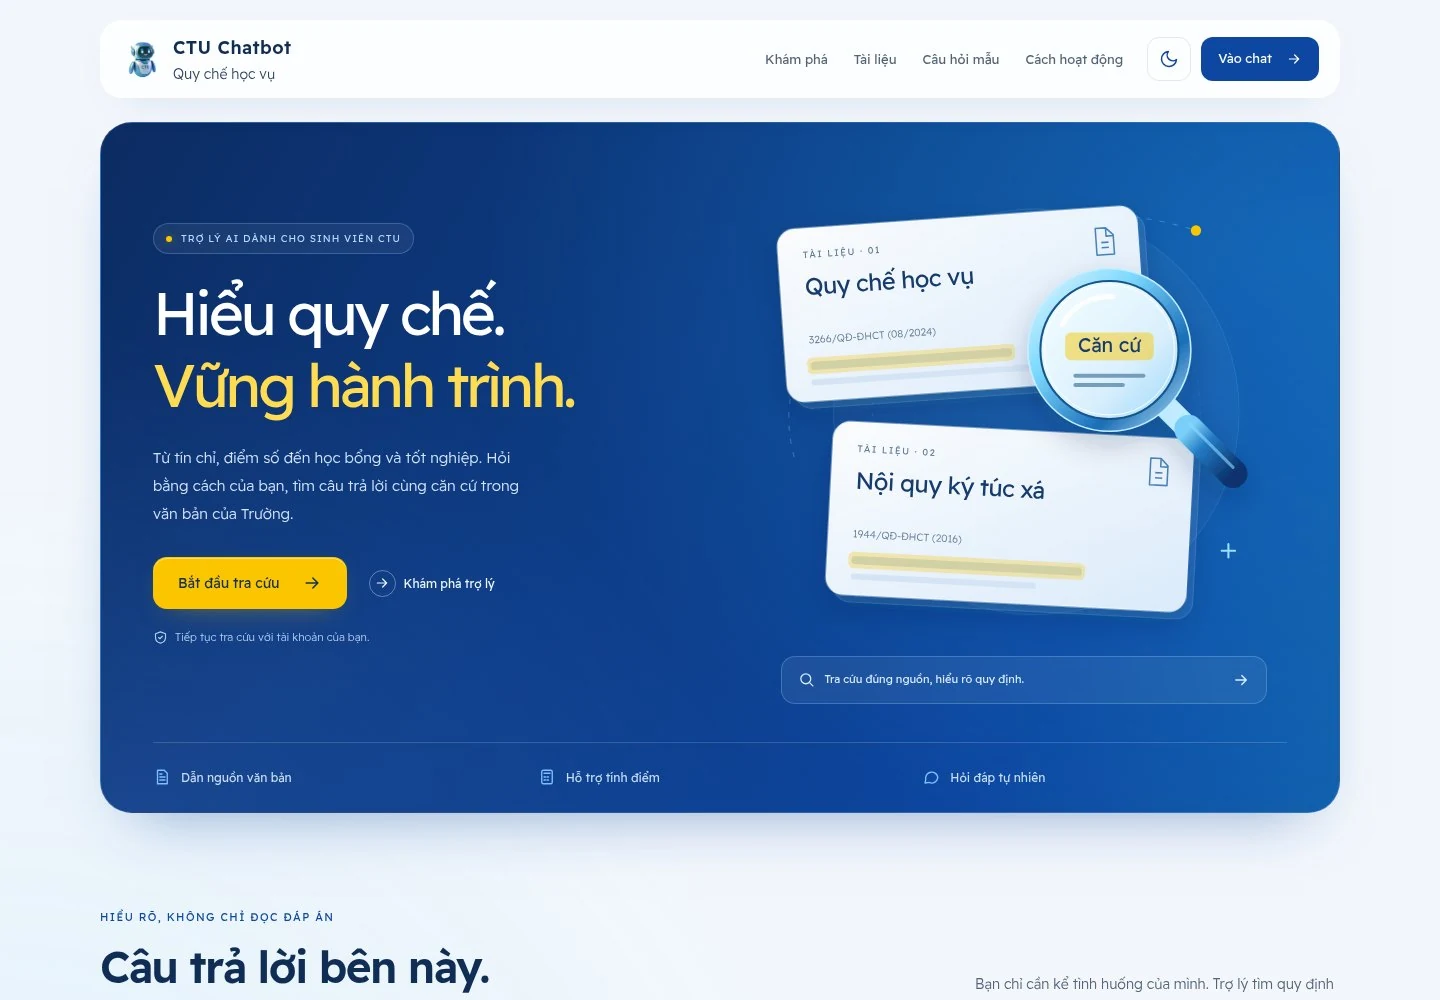 CTU Chatbot
Quy chế học vụ
Khám phá
Tài liệu
Câu hỏi mẫu
Cách hoạt động
Vào chat
TRỢ LÝ AI DÀNH CHO SINH VIÊN CTU
Hiểu quy chế.
Vững hành trình.
Từ tín chỉ, điểm số đến học bổng và tốt nghiệp. Hỏi
bằng cách của bạn, tìm câu trả lời cùng căn cứ trong
văn bản của Trường.
Bắt đầu tra cứu
Khám phá trợ lý
Tiếp tục tra cứu với tài khoản của bạn.
TÀI LIỆU · 01
Quy chế học vụ
3266/QĐ-ĐHCT (08/2024)
Căn cứ
TÀI LIỆU · 02
Nội quy ký túc xá
1944/QĐ-ĐHCT (2016)
Tra cứu đúng nguồn, hiểu rõ quy định.
Dẫn nguồn văn bản
Hỗ trợ tính điểm
Hỏi đáp tự nhiên
HIỂU RÕ, KHÔNG CHỈ ĐỌC ĐÁP ÁN
Câu trả lời bên này.
Bạn chỉ cần kể tình huống của mình. Trợ lý tìm quy định